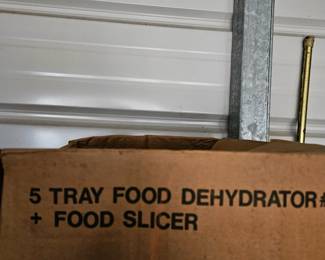 5 TRAY FOOD DEHYDRATOR#
+ FOOD SLICER